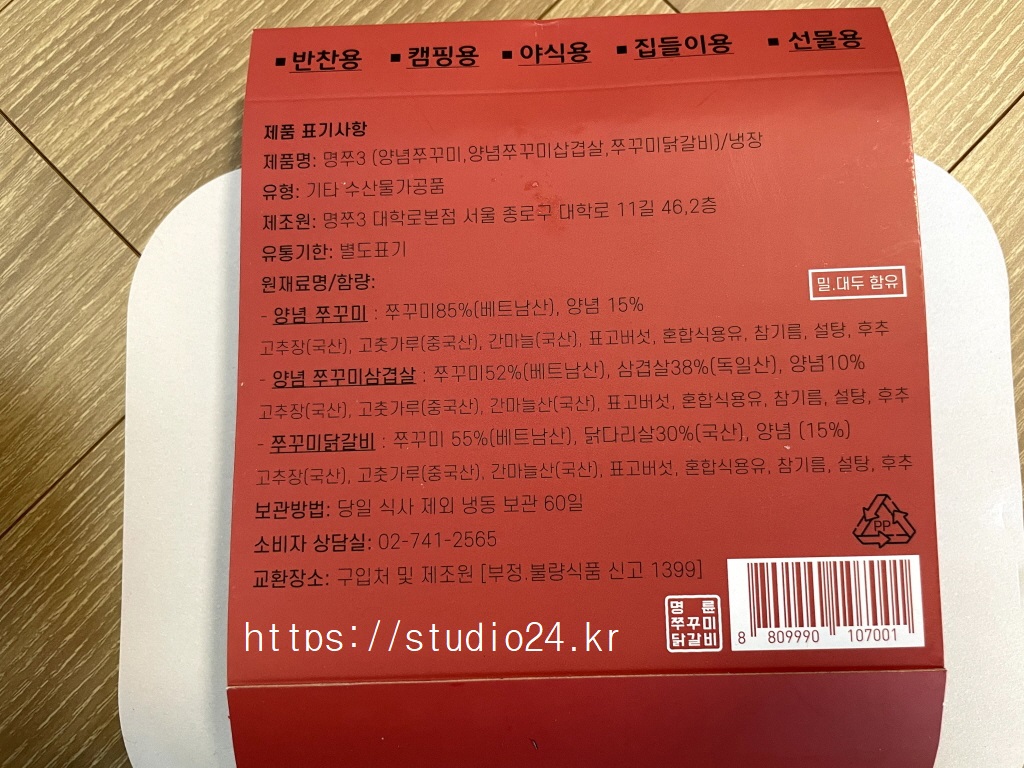 ▪반찬용 ▪캠핑용 ▪야식용 ▪집들이용 ▪선물용
제품 표기사항
제품명: 명쭈3 (양념쭈꾸미,양념쭈꾸미삼겹살,쭈꾸미닭갈비)/냉장
유형: 기타 수산물가공품
제조원: 명쭈3 대학로본점 서울 종로구 대학로 11길 46,2층
유통기한: 별도표기
원재료명/함량:
밀.대두 함유
- 양념 쭈꾸미 : 쭈꾸미85%(베트남산), 양념 15%
고추장(국산), 고춧가루(중국산), 간마늘(국산), 표고버섯, 혼합식용유, 참기름, 설탕, 후추
- 양념 쭈꾸미삼겹살 : 쭈꾸미52%(베트남산), 삼겹살38%(독일산), 양념10%
고추장(국산), 고춧가루(중국산), 간마늘산(국산), 표고버섯, 혼합식용유, 참기름, 설탕, 후추
- 쭈꾸미닭갈비 : 쭈꾸미 55%(베트남산), 닭다리살30%(국산), 양념 (15%)
고추장(국산), 고춧가루(중국산), 간마늘산(국산), 표고버섯, 혼합식용유, 참기름, 설탕, 후추
보관방법: 당일 식사 제외 냉동 보관 60일
소비자 상담실: 02-741-2565
교환장소: 구입처 및 제조원 [부정.불량식품 신고 1399]
PP
명륜
쭈꾸미
닭갈비
8 809990 107001
https://studio24.kr